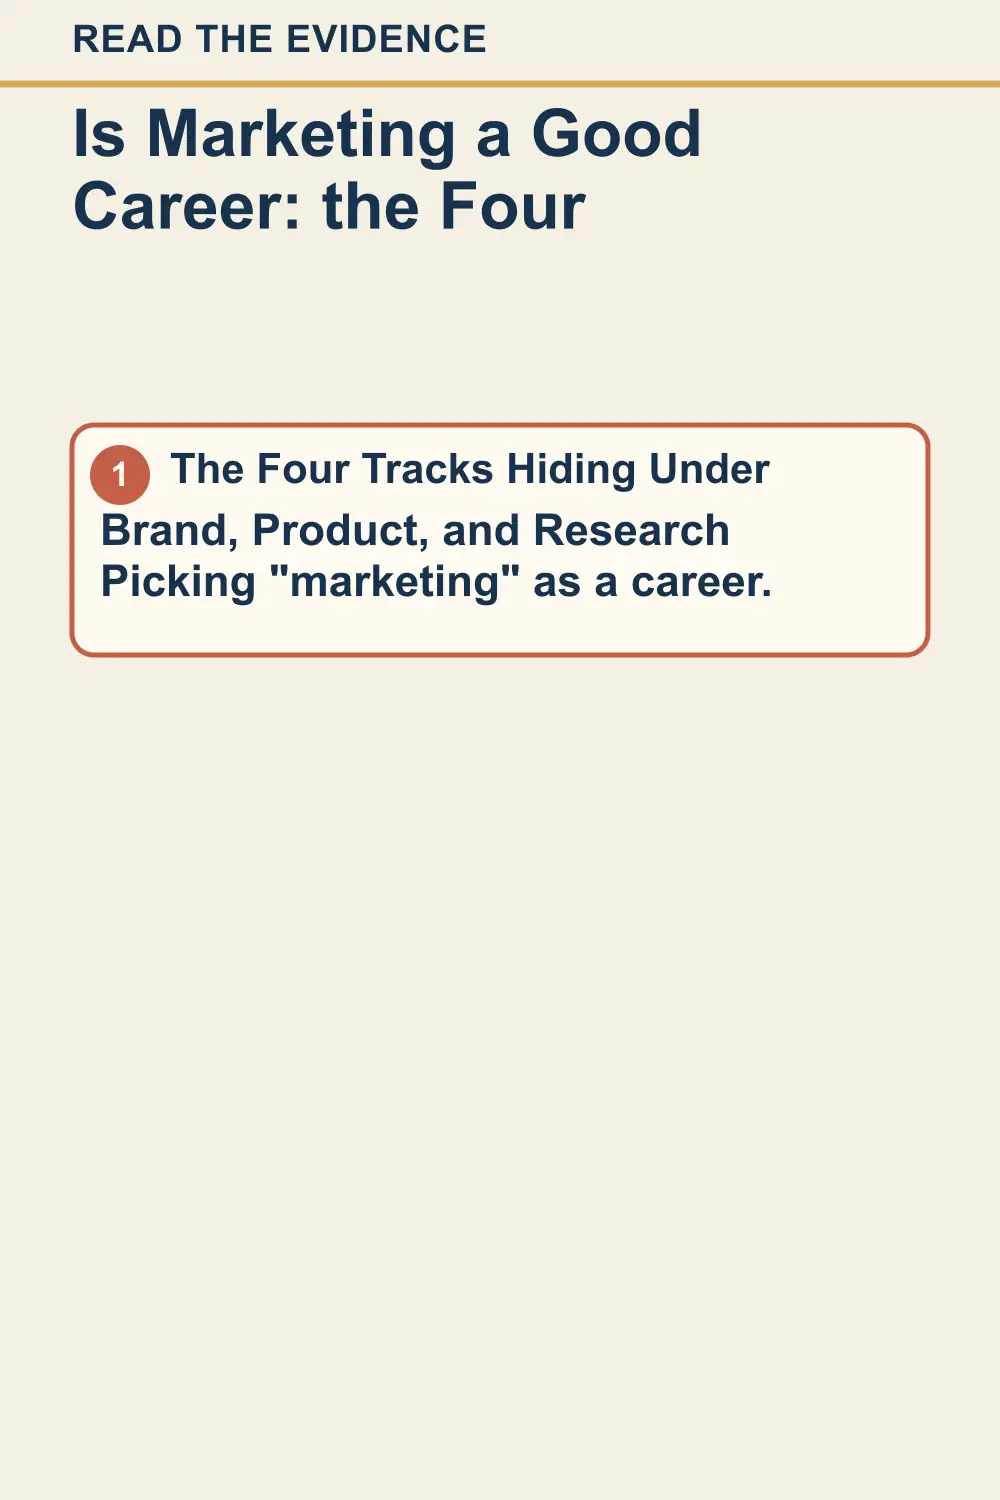 READ THE EVIDENCE
Is Marketing a Good
Career: the Four
1 The Four Tracks Hiding Under
Brand, Product, and Research
Picking "marketing" as a career.